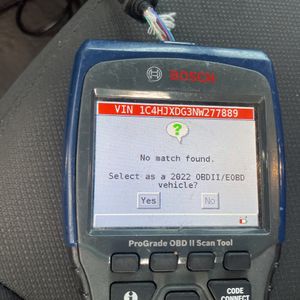 BOSCH
VIN 1C4HJXDG3NW277889
?
No match found.
Select as a 2022 OBDII/EOBD
vehicle?
Yes No
ProGrade OBD II Scan Tool
i
CODE
CONNECT